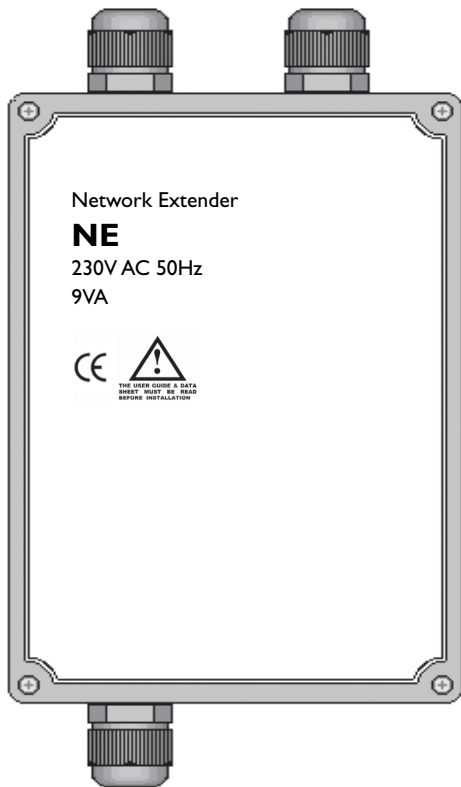 Network Extender
NE
230V AC 50Hz
9VA
CE
THE USER GUIDE & DATA
SHEET MUST BE READ
BEFORE INSTALLATION